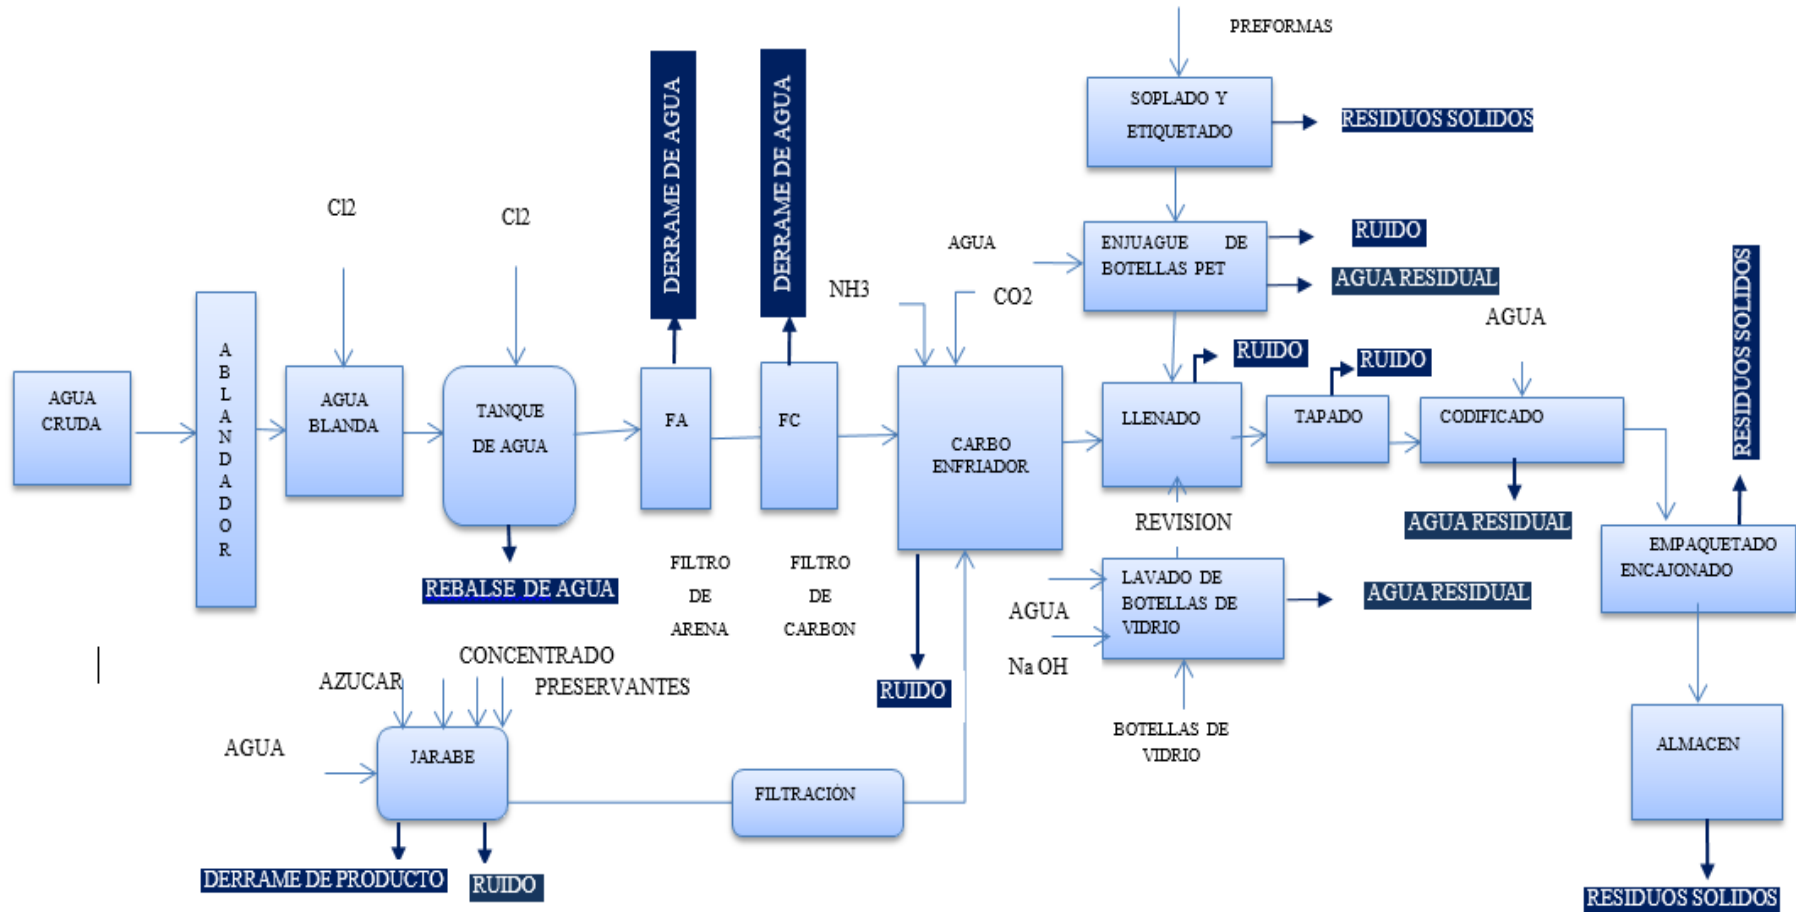 PREFORMAS
SOPLADO Y
ETIQUETADO
RESIDUOS SOLIDOS
DERRAME DE AGUA
DERRAME DE AGUA
Cl2
Cl2
AGUA
ENJUAGUE DE
BOTELLAS PET
RUIDO
AGUA RESIDUAL
NH3
CO2
AGUA
RESIDUOS SOLIDOS
AGUA
CRUDA
ABLANDADOR
AGUA
BLANDA
TANQUE
DE AGUA
FA
FC
CARBO
ENFRIADOR
RUIDO
LLENADO
RUIDO
TAPADO
CODIFICADO
REVISION
AGUA RESIDUAL
EMPAQUETADO
ENCAJONADO
REBALSE DE AGUA
FILTRO
DE
ARENA
FILTRO
DE
CARBON
AGUA
Na OH
LAVADO DE
BOTELLAS DE
VIDRIO
AGUA RESIDUAL
RUIDO
BOTELLAS DE
VIDRIO
ALMACEN
AZUCAR
CONCENTRADO
PRESERVANTES
AGUA
JARABE
FILTRACIÓN
DERRAME DE PRODUCTO
RUIDO
RESIDUOS SOLIDOS